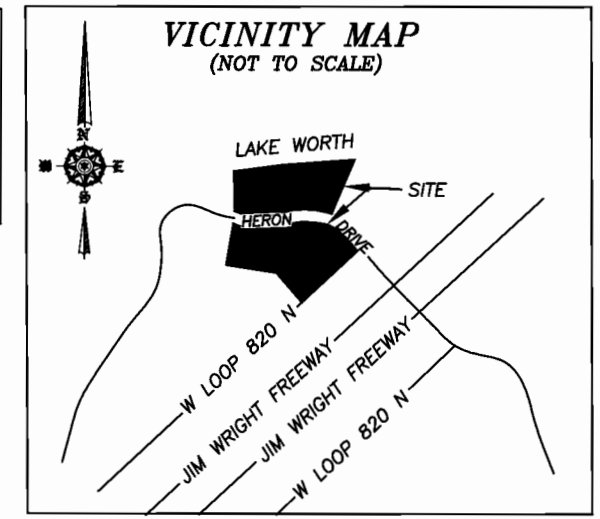 VICINITY MAP
(NOT TO SCALE)
N
W
E
S
LAKE WORTH
SITE
HERON
DRIVE
W LOOP 820 N
JIM WRIGHT FREEWAY
JIM WRIGHT FREEWAY
W LOOP 820 N